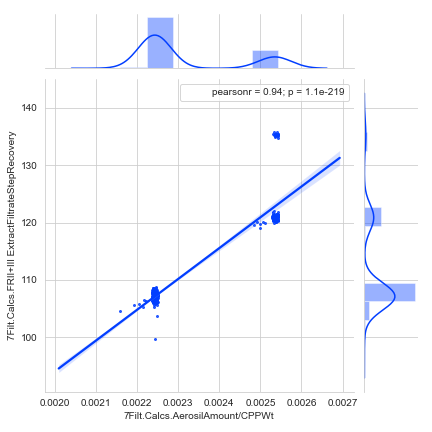 pearsonr = 0.94; p = 1.1e-219
140
130
120
110
100
7Filt.Calcs.FRII+III ExtractFiltrateStepRecovery
0.0020 0.0021 0.0022 0.0023 0.0024 0.0025 0.0026 0.0027
7Filt.Calcs.AerosilAmount/CPPWt